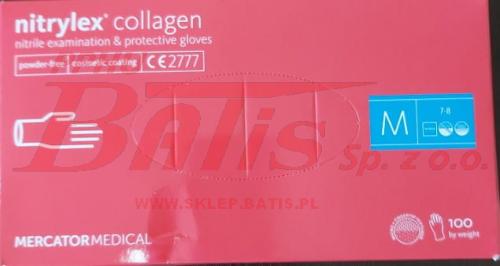 nitrylex® collagen
nitrile examination & protective gloves
powder-free cosmetic coating CE 2777
BATIS Sp. z o.o.
M
7-8
WWW.SKLEP.BATIS.PL
MERCATOR MEDICAL
100
by weight